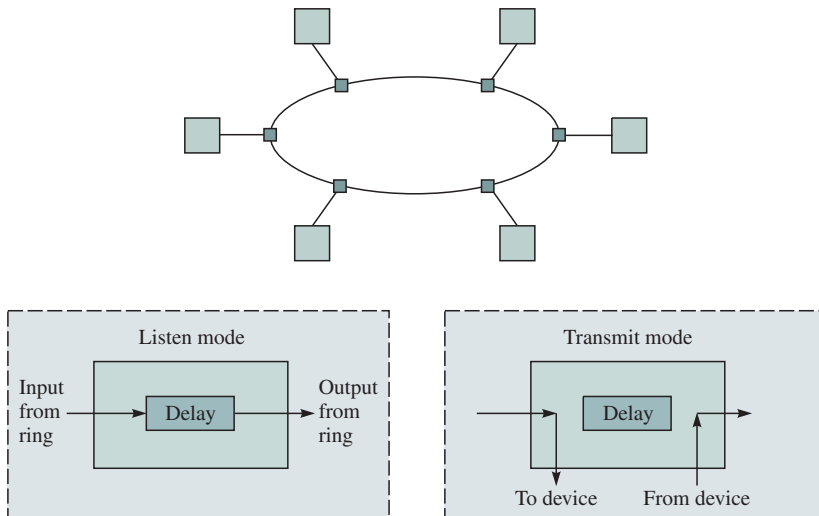 Listen mode
Input
from
ring
Delay
Output
from
ring
Transmit mode
Delay
To device
From device